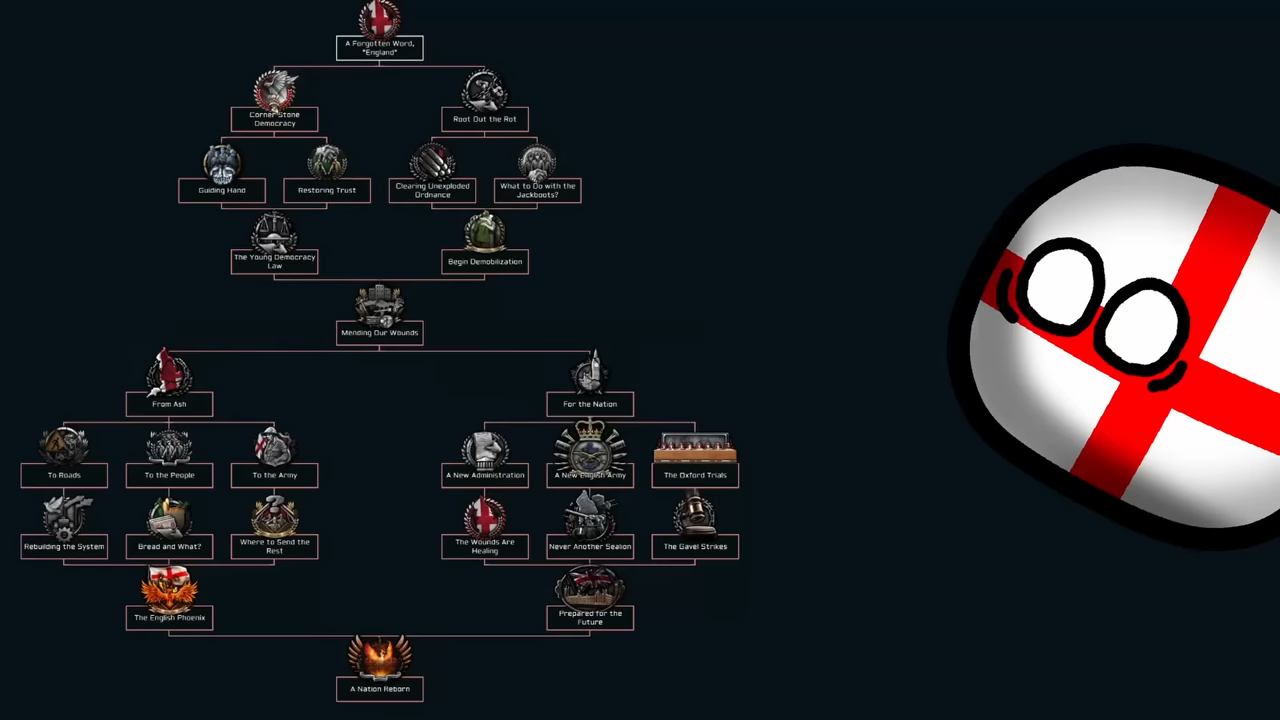 A Forgotten Word,
"England"
Corner Stone
Democracy
Root Out the Rot
Guiding Hand
Restoring Trust
Clearing Unexploded
Ordnance
What to Do with the
Jackboots?
The Young Democracy
Law
Begin Demobilization
Mending Our Wounds
From Ash
For the Nation
To Roads
To the People
To the Army
A New Administration
A New English Army
The Oxford Trials
Rebuilding the System
Bread and What?
Where to Send the
Rest
The Wounds Are
Healing
Never Another Sealion
The Gavel Strikes
The English Phoenix
Prepared for the
Future
A Nation Reborn